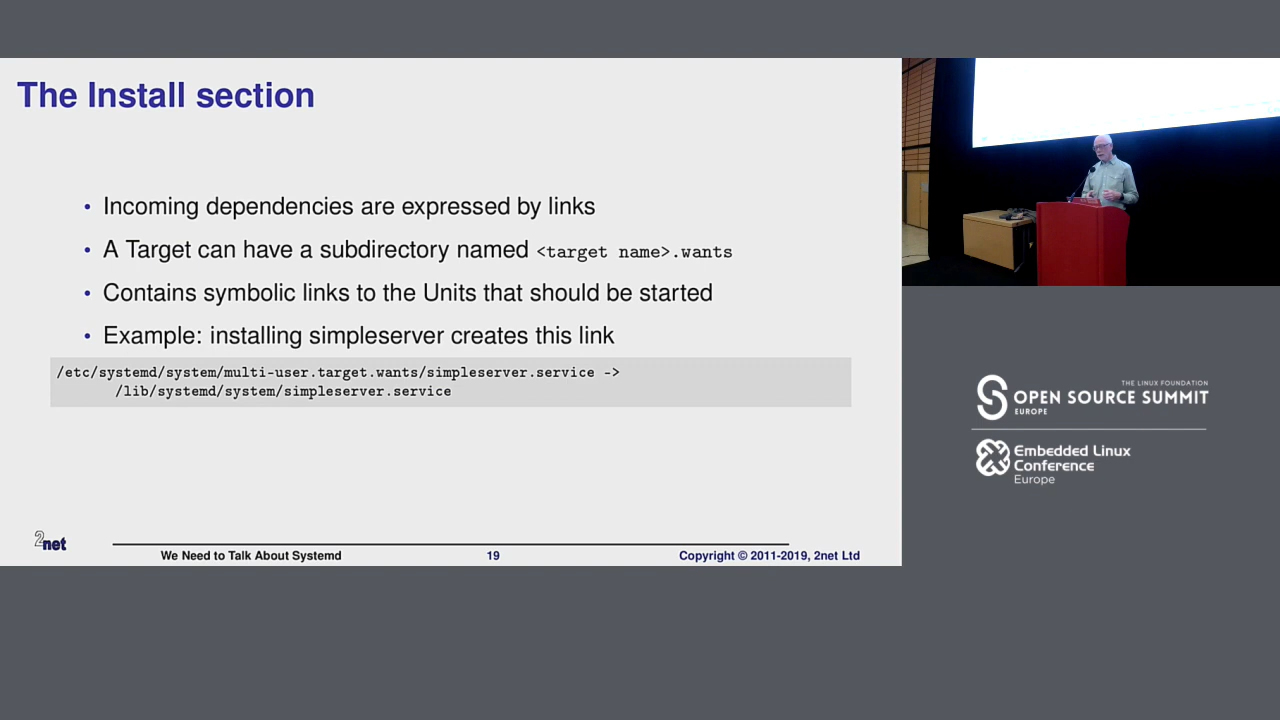 The Install section
• Incoming dependencies are expressed by links
• A Target can have a subdirectory named <target name>.wants
• Contains symbolic links to the Units that should be started
• Example: installing simpleserver creates this link
/etc/systemd/system/multi-user.target.wants/simpleserver.service ->
/lib/systemd/system/simpleserver.service
2net
We Need to Talk About Systemd 19 Copyright © 2011-2019, 2net Ltd
THE LINUX FOUNDATION
OPEN SOURCE SUMMIT
EUROPE
Embedded Linux
Conference
Europe